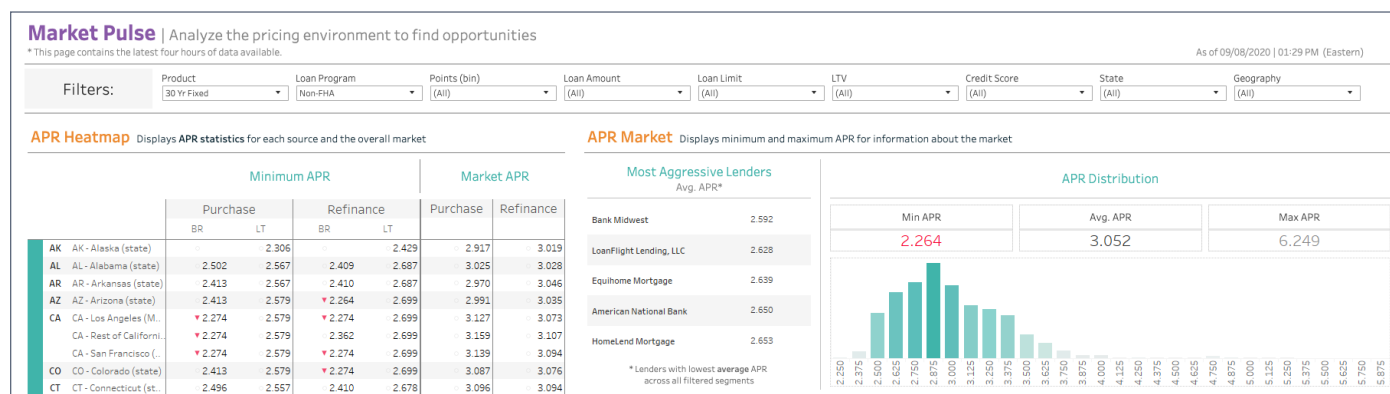 Market Pulse | Analyze the pricing environment to find opportunities
* This page contains the latest four hours of data available.
As of 09/08/2020 | 01:29 PM (Eastern)
Filters:
Product Loan Program Points (bin) Loan Amount Loan Limit LTV Credit Score State Geography
30 Yr Fixed Non-FHA (All) (All) (All) (All) (All) (All) (All)
APR Heatmap Displays APR statistics for each source and the overall market
Minimum APR Market APR
Purchase Refinance Purchase Refinance
BR LT BR LT
AK AK - Alaska (state) 2.306 2.429 2.917 3.019
AL AL - Alabama (state) 2.502 2.567 2.409 2.687 3.025 3.028
AR AR - Arkansas (state) 2.413 2.567 2.410 2.687 2.970 3.046
AZ AZ - Arizona (state) 2.413 2.579 ▼ 2.264 2.699 2.991 3.035
CA CA - Los Angeles (M.. ▼ 2.274 2.579 ▼ 2.274 2.699 3.127 3.073
CA - Rest of Californi.. ▼ 2.274 2.579 2.362 2.699 3.159 3.107
CA - San Francisco (.. ▼ 2.274 2.579 ▼ 2.274 2.699 3.139 3.094
CO CO - Colorado (state) 2.413 2.579 ▼ 2.274 2.699 3.087 3.076
CT CT - Connecticut (st.. 2.496 2.557 2.410 2.678 3.096 3.094
APR Market Displays minimum and maximum APR for information about the market
Most Aggressive Lenders
Avg. APR*
Bank Midwest 2.592
LoanFlight Lending, LLC 2.628
Equihome Mortgage 2.639
American National Bank 2.650
HomeLend Mortgage 2.653
* Lenders with lowest average APR
across all filtered segments
APR Distribution
Min APR Avg. APR Max APR
2.264 3.052 6.249
2.250 2.375 2.500 2.625 2.750 2.875 3.000 3.125 3.250 3.375 3.500 3.625 3.750 3.875 4.000 4.125 4.250 4.375 4.500 4.625 4.750 4.875 5.000 5.125 5.250 5.375 5.500 5.625 5.750 5.875